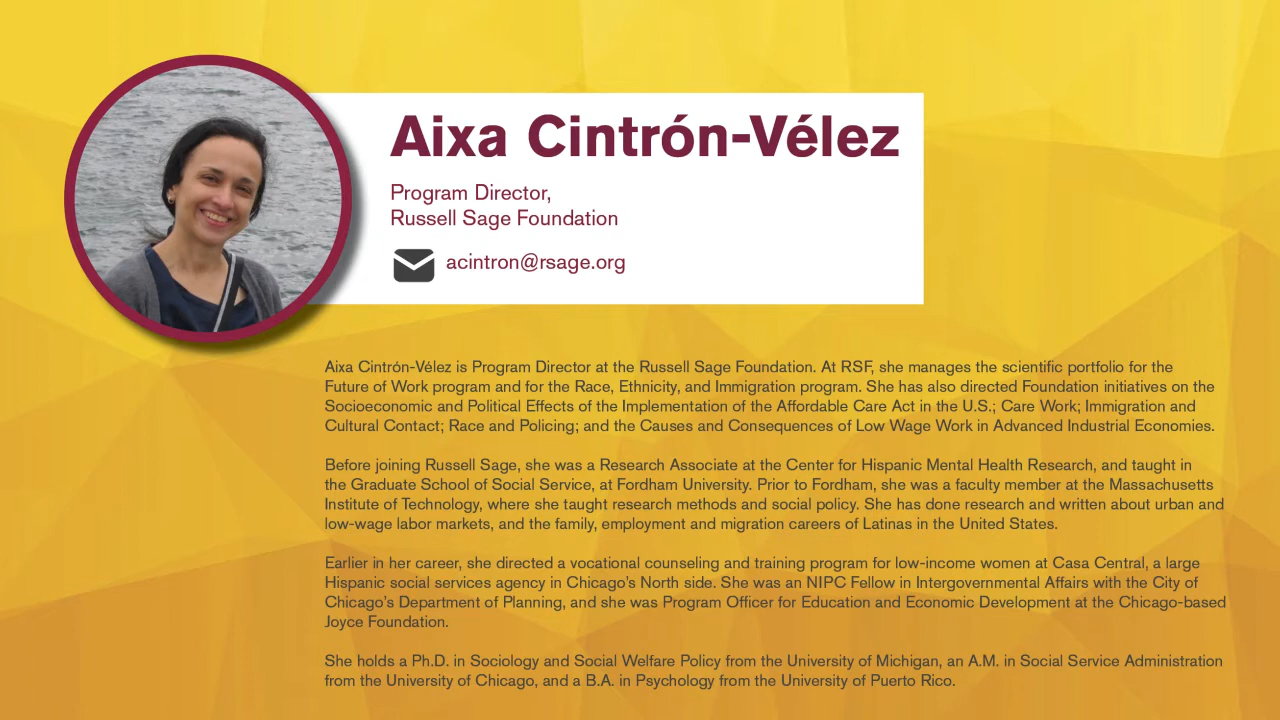 Aixa Cintrón-Vélez
Program Director,
Russell Sage Foundation
acintron@rsage.org
Aixa Cintrón-Vélez is Program Director at the Russell Sage Foundation. At RSF, she manages the scientific portfolio for the
Future of Work program and for the Race, Ethnicity, and Immigration program. She has also directed Foundation initiatives on the
Socioeconomic and Political Effects of the Implementation of the Affordable Care Act in the U.S.; Care Work; Immigration and
Cultural Contact; Race and Policing; and the Causes and Consequences of Low Wage Work in Advanced Industrial Economies.
Before joining Russell Sage, she was a Research Associate at the Center for Hispanic Mental Health Research, and taught in
the Graduate School of Social Service, at Fordham University. Prior to Fordham, she was a faculty member at the Massachusetts
Institute of Technology, where she taught research methods and social policy. She has done research and written about urban and
low-wage labor markets, and the family, employment and migration careers of Latinas in the United States.
Earlier in her career, she directed a vocational counseling and training program for low-income women at Casa Central, a large
Hispanic social services agency in Chicago's North side. She was an NIPC Fellow in Intergovernmental Affairs with the City of
Chicago's Department of Planning, and she was Program Officer for Education and Economic Development at the Chicago-based
Joyce Foundation.
She holds a Ph.D. in Sociology and Social Welfare Policy from the University of Michigan, an A.M. in Social Service Administration
from the University of Chicago, and a B.A. in Psychology from the University of Puerto Rico.